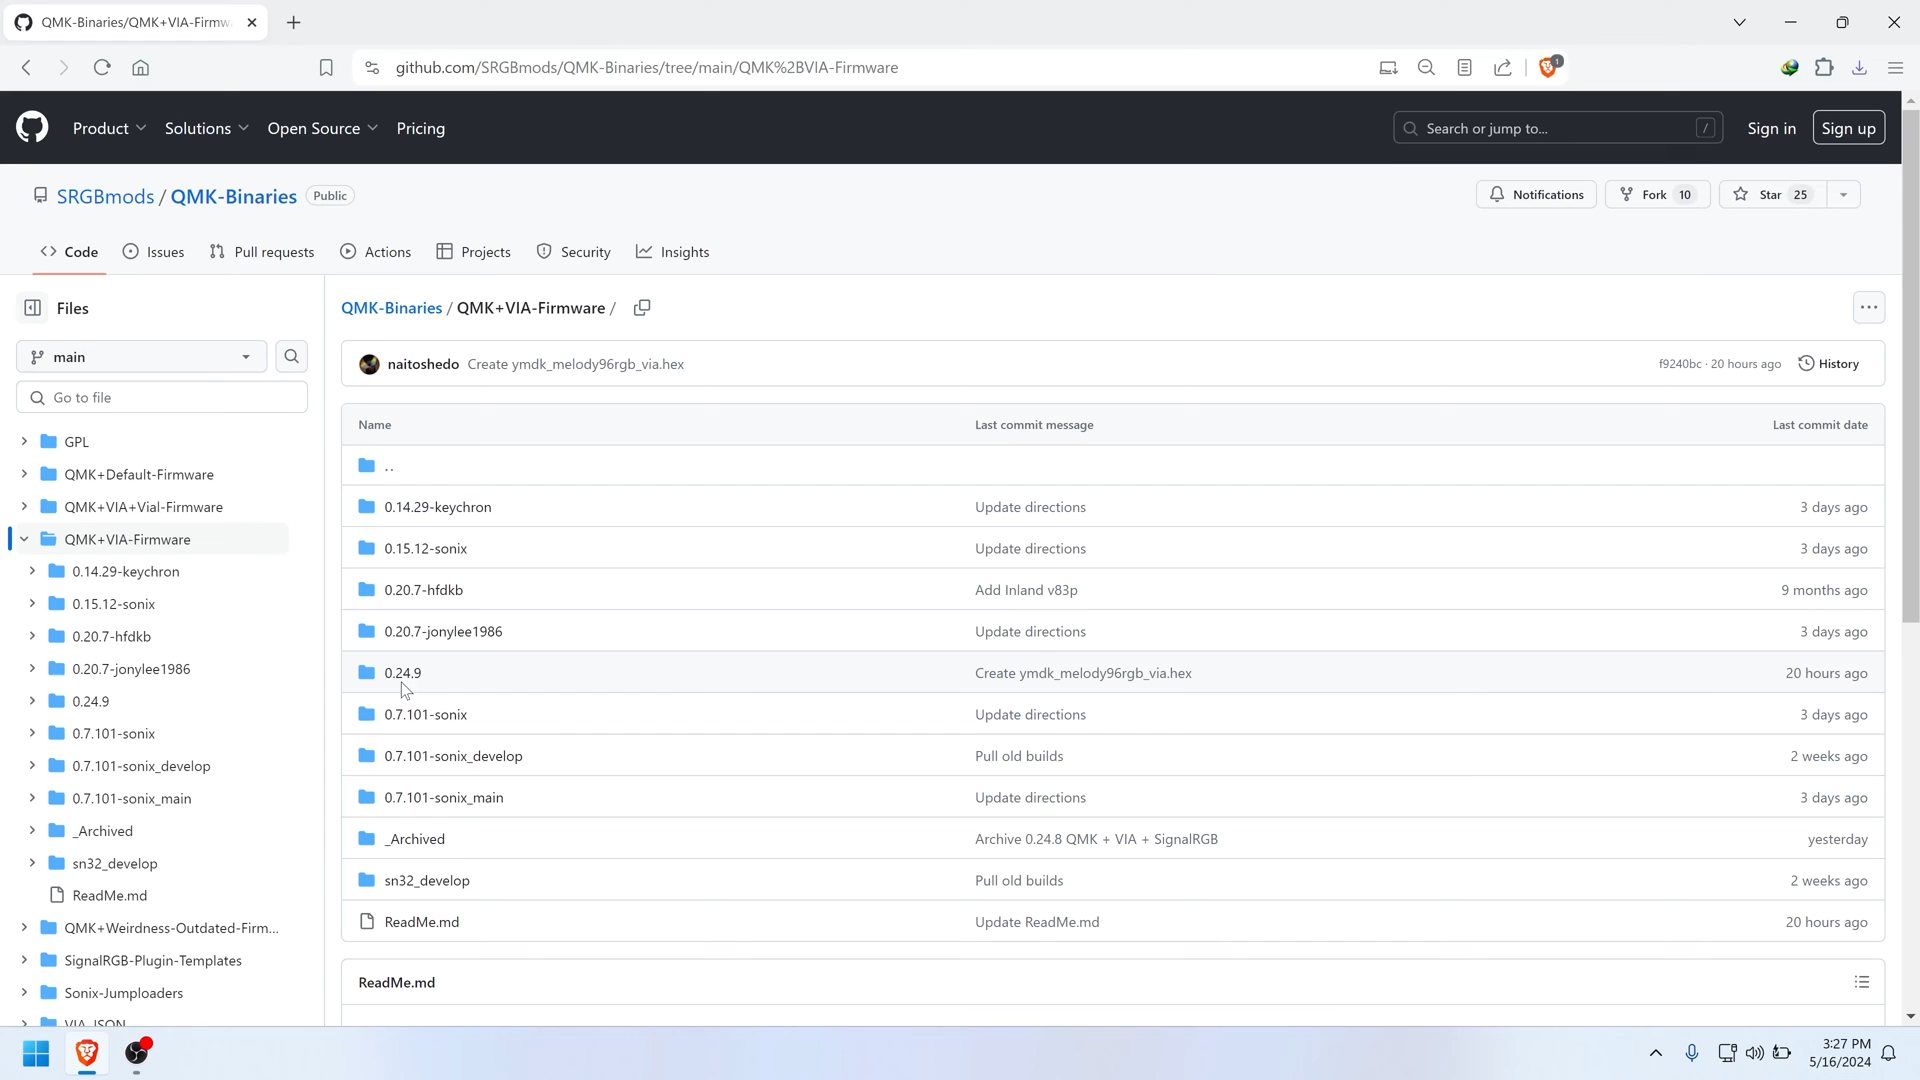 QMK-Binaries/QMK+VIA-Firmw
github.com/SRGBmods/QMK-Binaries/tree/main/QMK%2BVIA-Firmware
1
Product Solutions Open Source Pricing
Search or jump to... /
Sign in Sign up
SRGBmods / QMK-Binaries Public
Notifications Fork 10 Star 25
Code Issues Pull requests Actions Projects Security Insights
Files
main
Go to file
GPL
QMK+Default-Firmware
QMK+VIA+Vial-Firmware
QMK+VIA-Firmware
0.14.29-keychron
0.15.12-sonix
0.20.7-hfdkb
0.20.7-jonylee1986
0.24.9
0.7.101-sonix
0.7.101-sonix_develop
0.7.101-sonix_main
_Archived
sn32_develop
ReadMe.md
QMK+Weirdness-Outdated-Firm...
SignalRGB-Plugin-Templates
Sonix-Jumploaders
VIA JSON
QMK-Binaries / QMK+VIA-Firmware /
naitoshedo Create ymdk_melody96rgb_via.hex f9240bc · 20 hours ago History
Name Last commit message Last commit date
..
0.14.29-keychron Update directions 3 days ago
0.15.12-sonix Update directions 3 days ago
0.20.7-hfdkb Add Inland v83p 9 months ago
0.20.7-jonylee1986 Update directions 3 days ago
0.24.9 Create ymdk_melody96rgb_via.hex 20 hours ago
0.7.101-sonix Update directions 3 days ago
0.7.101-sonix_develop Pull old builds 2 weeks ago
0.7.101-sonix_main Update directions 3 days ago
_Archived Archive 0.24.8 QMK + VIA + SignalRGB yesterday
sn32_develop Pull old builds 2 weeks ago
ReadMe.md Update ReadMe.md 20 hours ago
ReadMe.md
3:27 PM
5/16/2024